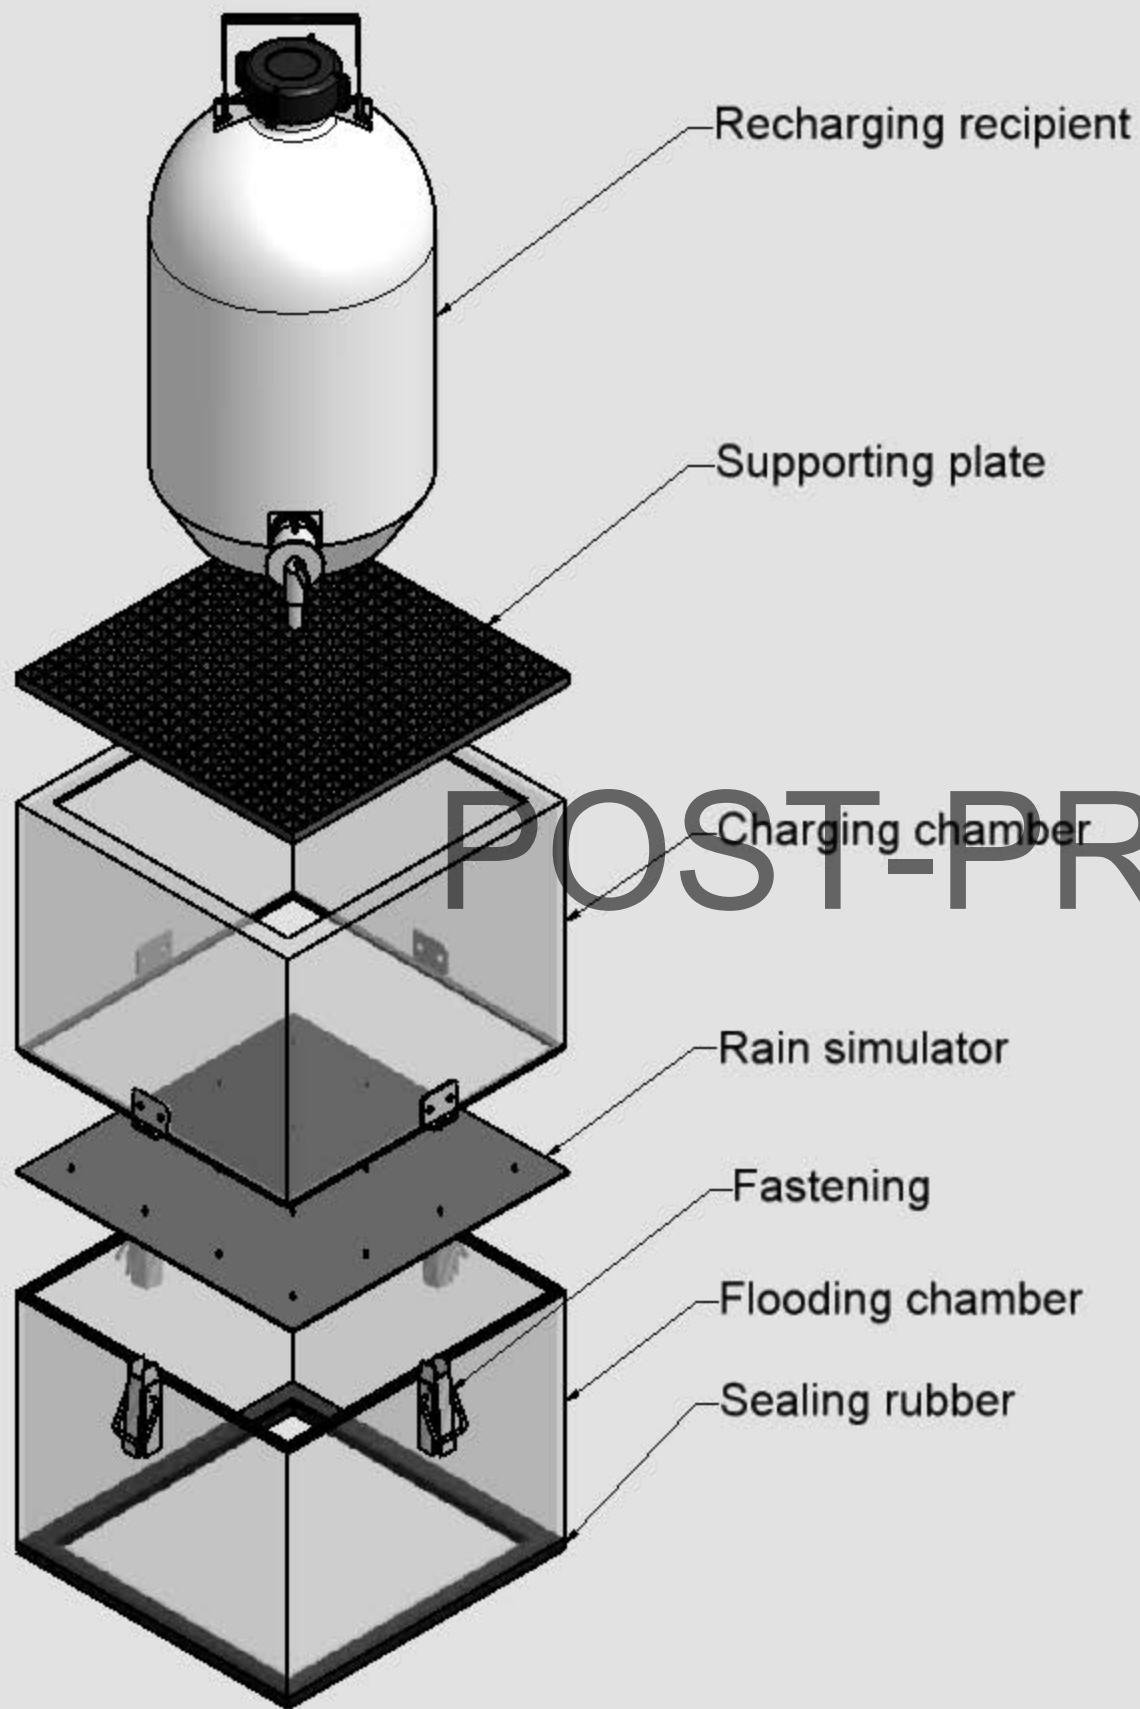 Recharging recipient
Supporting plate
POST-PR
Charging chamber
Rain simulator
Fastening
Flooding chamber
Sealing rubber